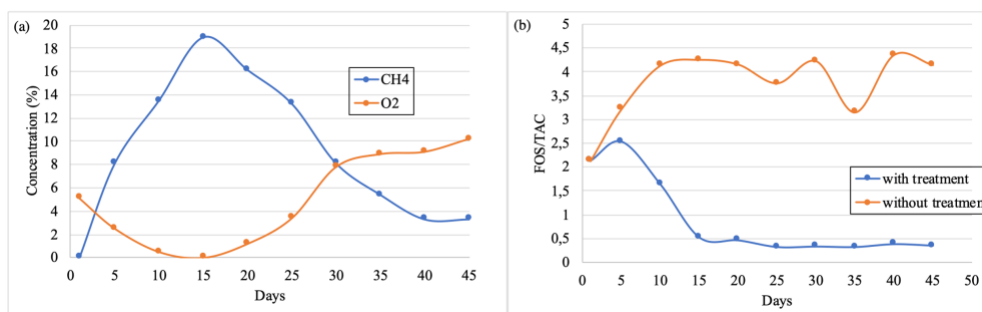 (a)
20
18
16
14
12
10
8
6
4
2
0
Concentration (%)
CH4
O2
0 5 10 15 20 25 30 35 40 45
Days
(b)
5
4,5
4
3,5
3
2,5
2
1,5
1
0,5
0
FOS/TAC
with treatment
without treatment
0 5 10 15 20 25 30 35 40 45 50
Days